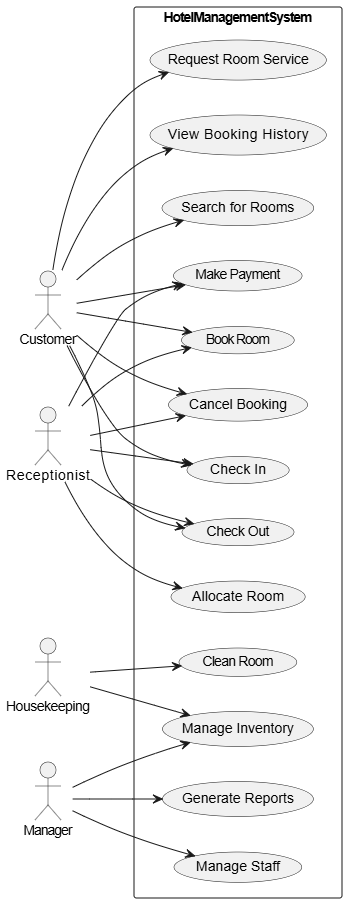 HotelManagementSystem
Request Room Service
View Booking History
Search for Rooms
Make Payment
Customer
Book Room
Cancel Booking
Receptionist
Check In
Check Out
Allocate Room
Clean Room
Housekeeping
Manage Inventory
Generate Reports
Manager
Manage Staff